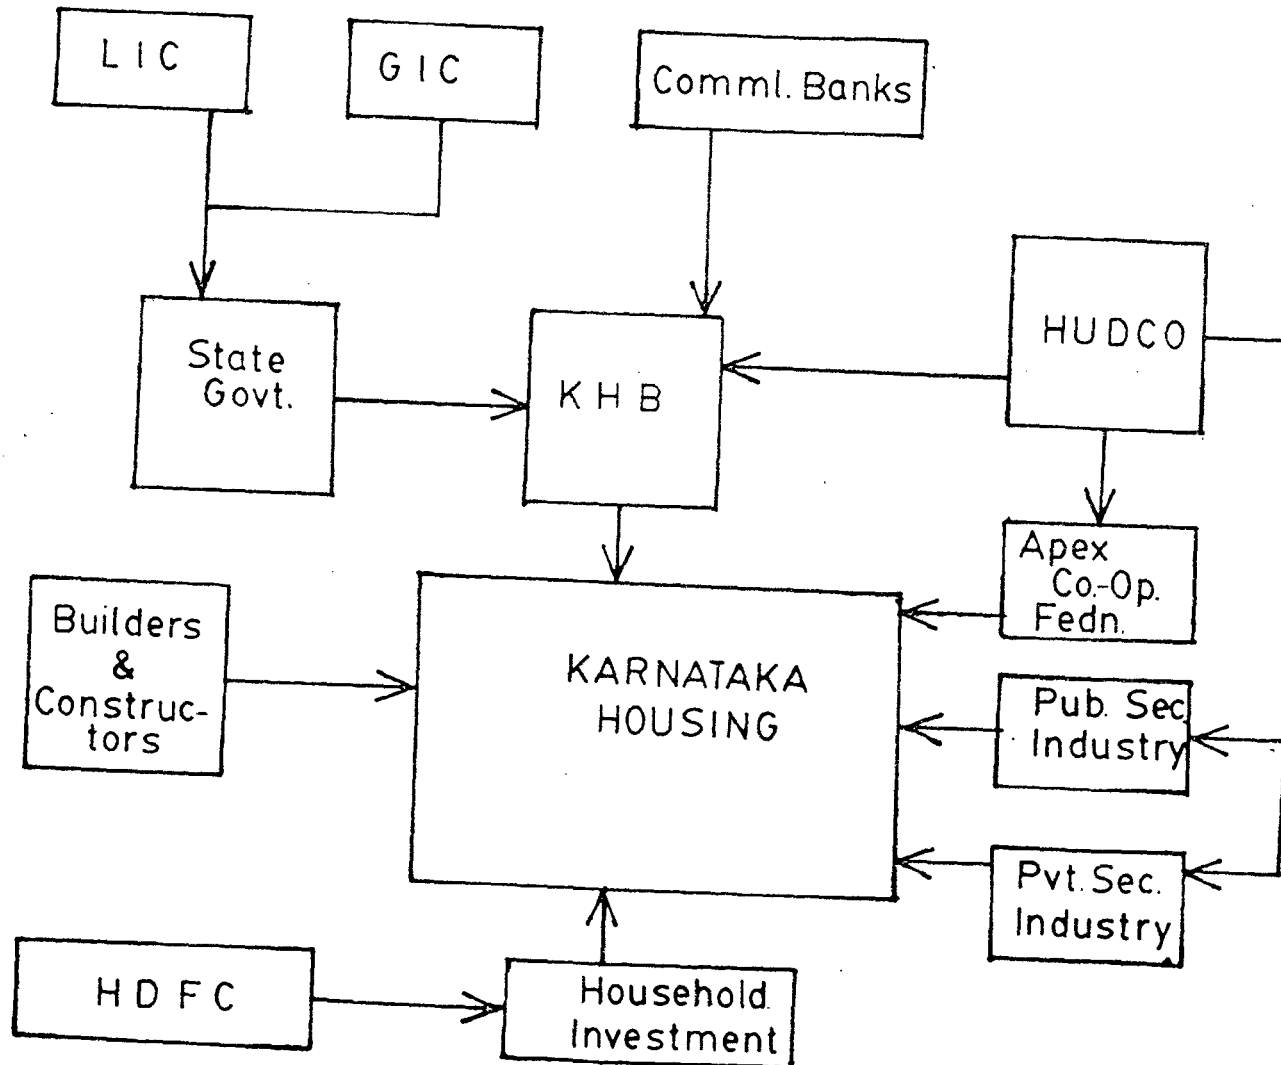 LIC
GIC
Comml. Banks
HUDCO
State
Govt.
KHB
Apex
Co.-Op.
Fedn.
Builders
&
Construc-
tors
KARNATAKA
HOUSING
Pub. Sec
Industry
Pvt. Sec.
Industry
HDFC
Household
Investment